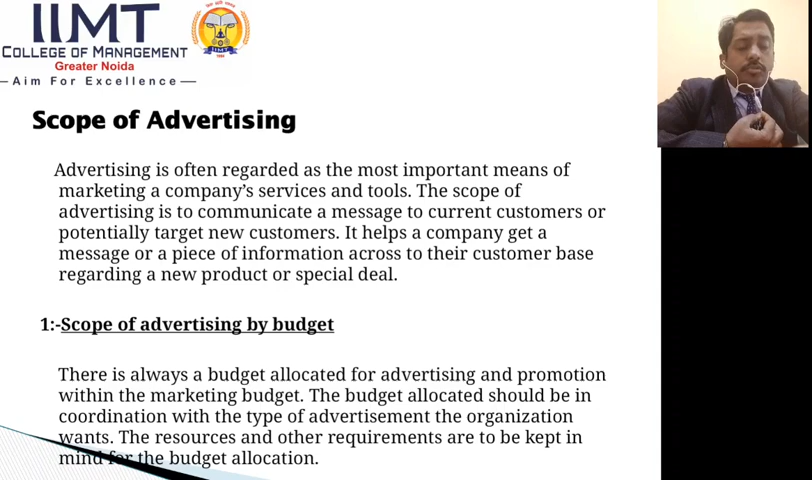 IIMT
COLLEGE OF MANAGEMENT
Greater Noida
—Aim For Excellence—
IIMT
Scope of Advertising
Advertising is often regarded as the most important means of
marketing a company's services and tools. The scope of
advertising is to communicate a message to current customers or
potentially target new customers. It helps a company get a
message or a piece of information across to their customer base
regarding a new product or special deal.
1:-Scope of advertising by budget
There is always a budget allocated for advertising and promotion
within the marketing budget. The budget allocated should be in
coordination with the type of advertisement the organization
wants. The resources and other requirements are to be kept in
mind for the budget allocation.